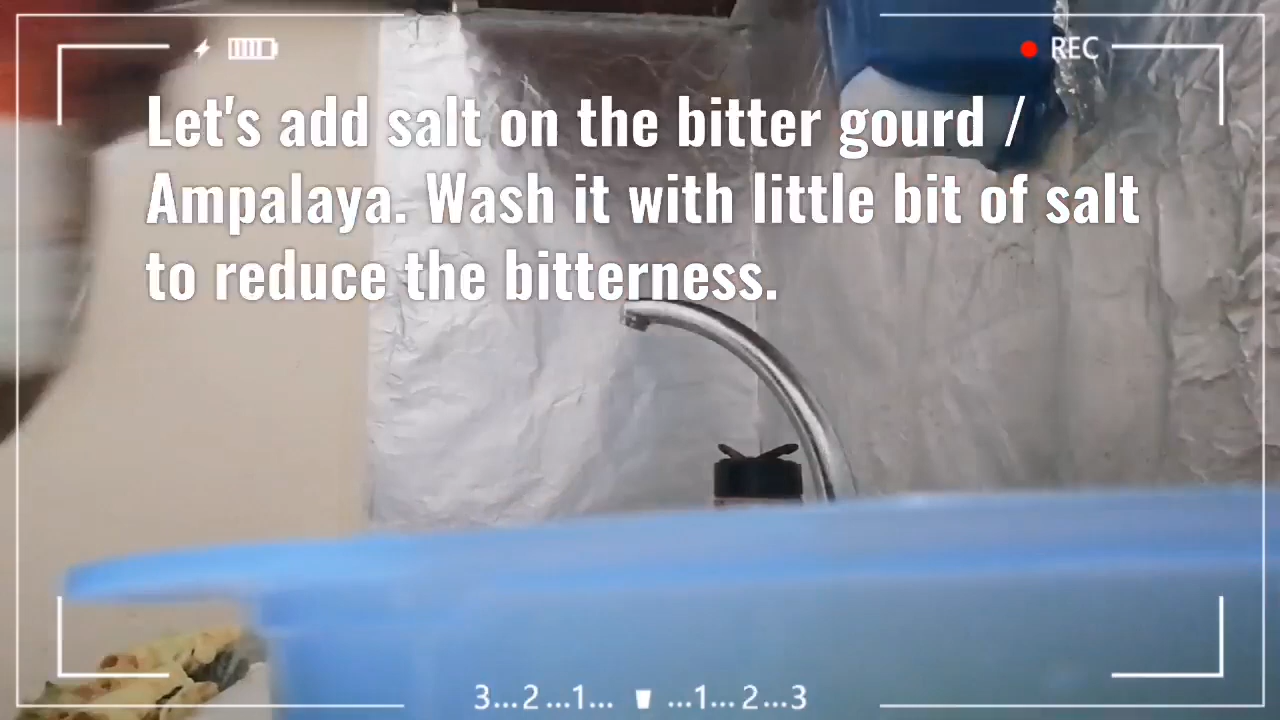 REC
Let's add salt on the bitter gourd /
Ampalaya. Wash it with little bit of salt
to reduce the bitterness.
3...2...1... ...1...2...3